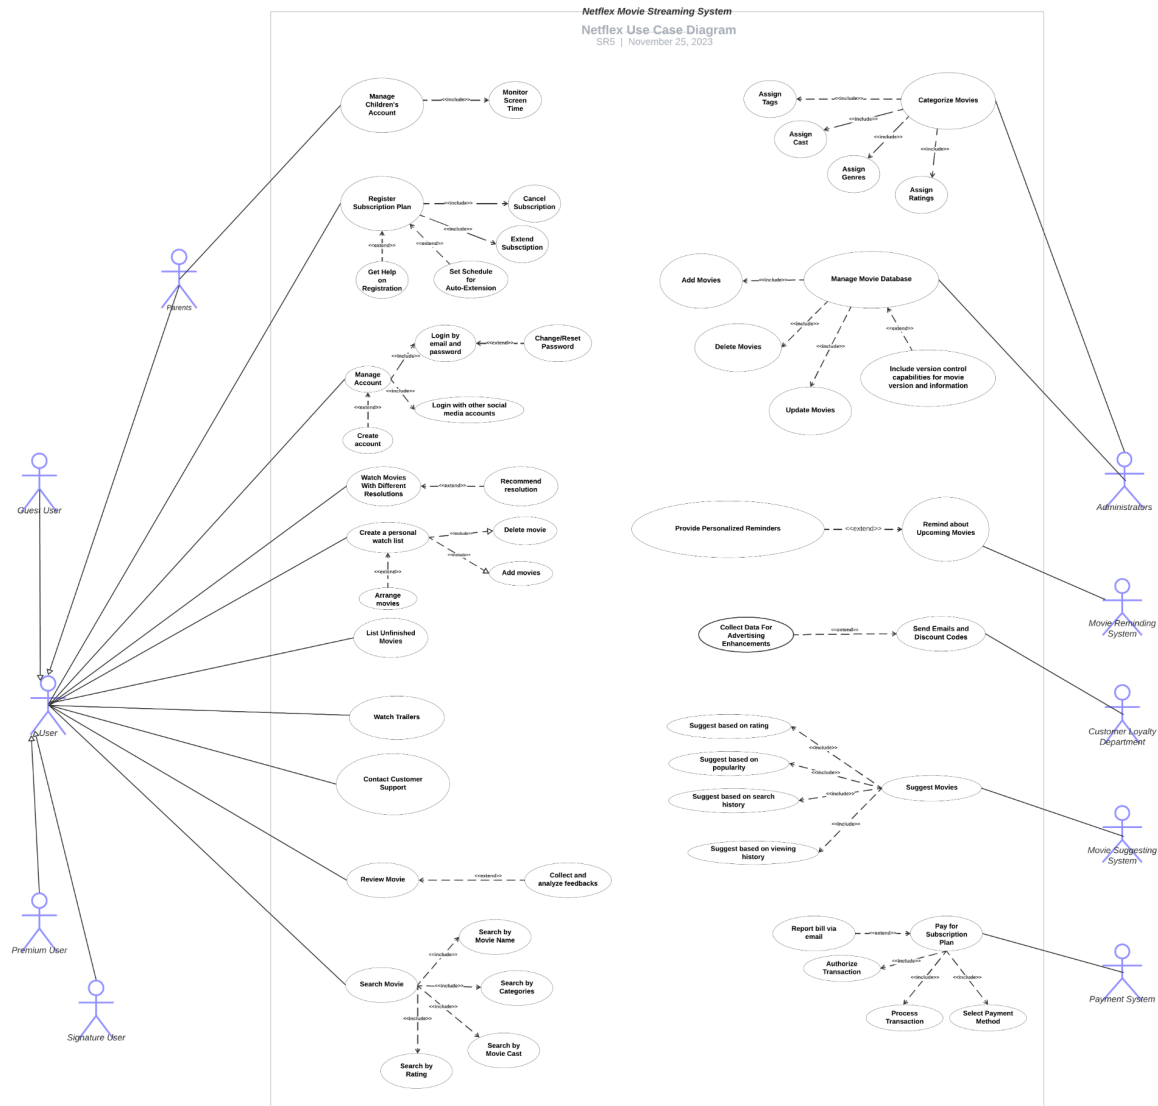 Netflex Movie Streaming System
Netflex Use Case Diagram
SR5 | November 25, 2023
Manage
Children's
Account
<<include>>
Monitor
Screen
Time
Register
Subscription Plan
<<include>>
Cancel
Subscription
<<include>>
Extend
Subsctiption
<<extend>>
Get Help
on
Registration
<<extend>>
Set Schedule
for
Auto-Extension
Parents
Manage
Account
<<include>>
Login by
email and
password
<<extend>>
Change/Reset
Password
<<include>>
Login with other social
media accounts
<<extend>>
Create
account
Guest User
Watch Movies
With Different
Resolutions
<<extend>>
Recommend
resolution
Create a personal
watch list
<<include>>
Delete movie
<<include>>
Add movies
<<extend>>
Arrange
movies
List Unfinished
Movies
User
Watch Trailers
Contact Customer
Support
Review Movie
<<extend>>
Collect and
analyze feedbacks
Premium User
Signature User
Search Movie
<<include>>
Search by
Movie Name
<<include>>
Search by
Categories
<<include>>
Search by
Movie Cast
<<include>>
Search by
Rating
Categorize Movies
<<include>>
Assign
Tags
<<include>>
Assign
Cast
<<include>>
Assign
Genres
<<include>>
Assign
Ratings
Manage Movie Database
<<include>>
Add Movies
<<include>>
Delete Movies
<<include>>
Update Movies
<<extend>>
Include version control
capabilities for movie
version and information
Administrators
Provide Personalized Reminders
<<extend>>
Remind about
Upcoming Movies
Movie Reminding
System
Collect Data For
Advertising
Enhancements
<<extend>>
Send Emails and
Discount Codes
Customer Loyalty
Department
Suggest based on rating
<<include>>
Suggest based on
popularity
<<include>>
Suggest based on search
history
<<include>>
Suggest based on viewing
history
<<include>>
Suggest Movies
Movie Suggesting
System
Report bill via
email
<<extend>>
Pay for
Subscription
Plan
Authorize
Transaction
<<include>>
<<include>>
<<include>>
Process
Transaction
Select Payment
Method
Payment System